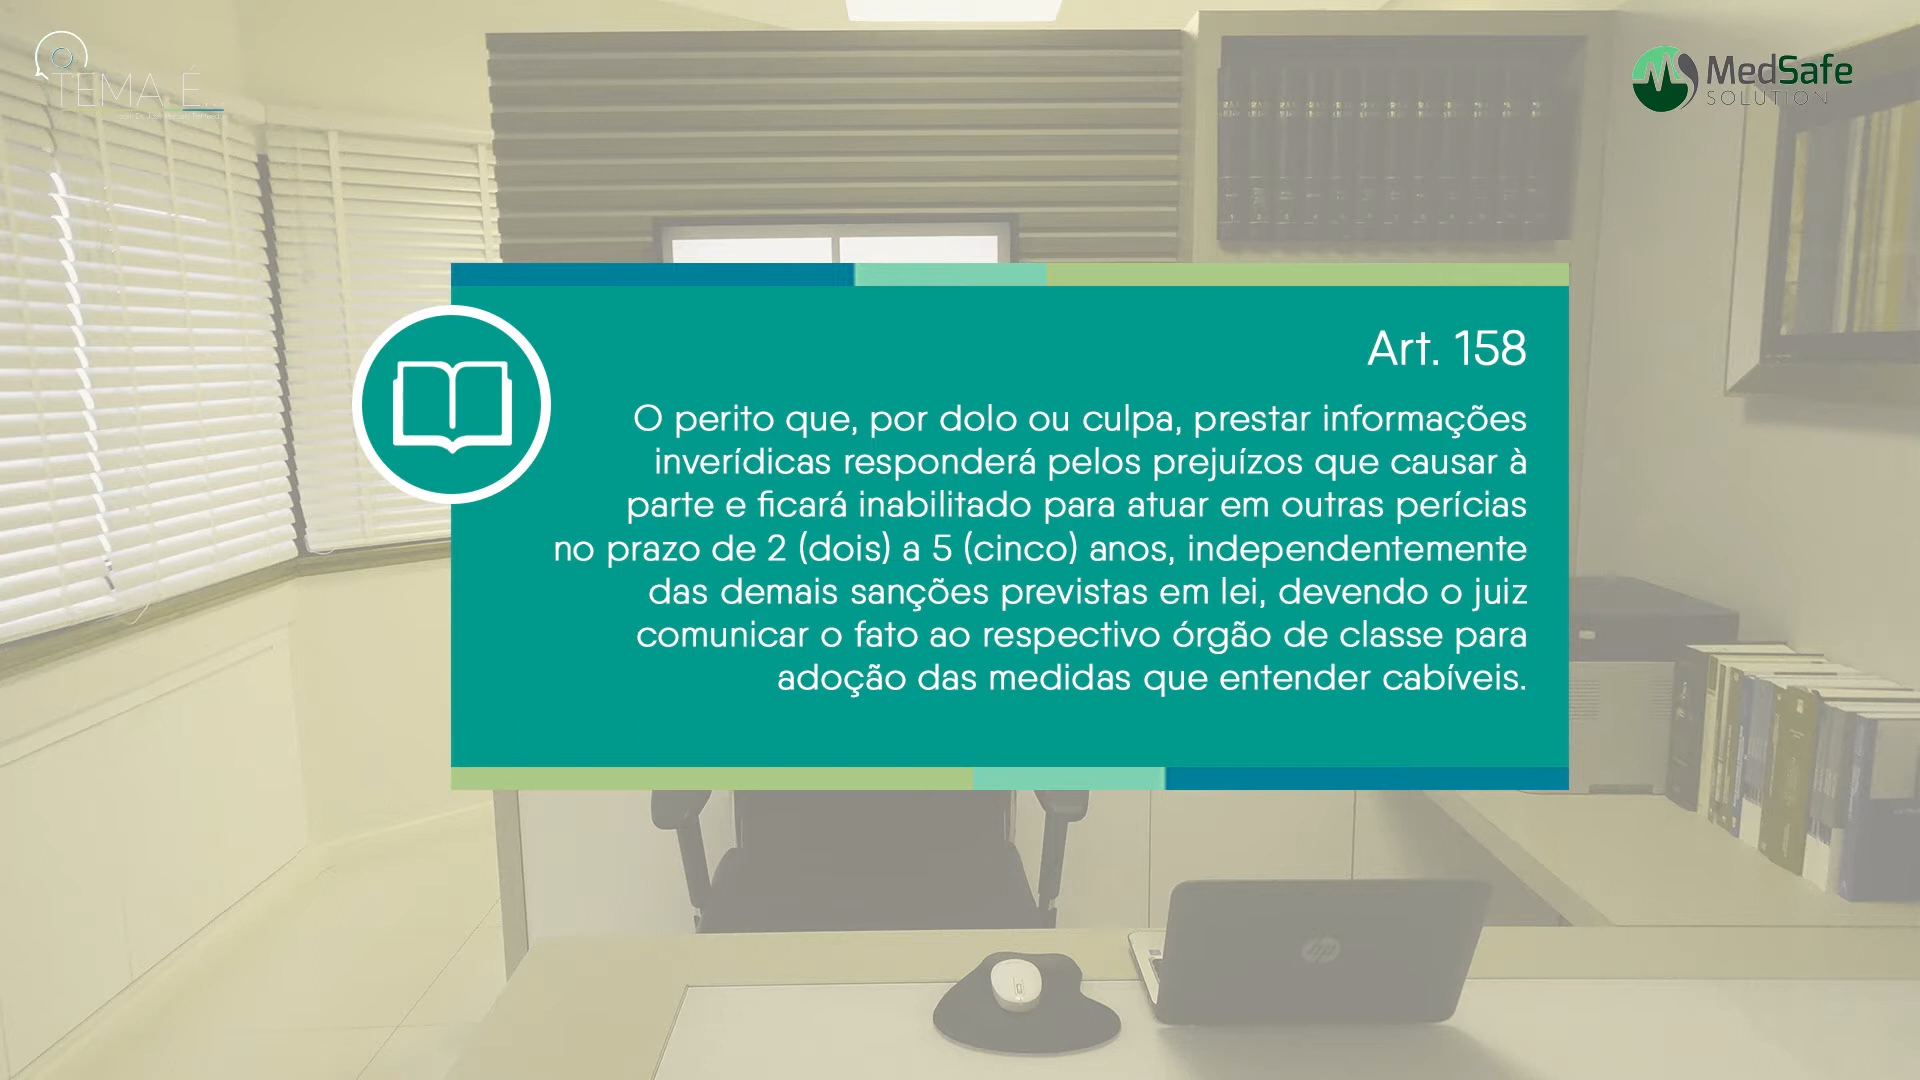 TEMA É
MedSafe
SOLUTION
Art. 158
O perito que, por dolo ou culpa, prestar informações
inverídicas responderá pelos prejuízos que causar à
parte e ficará inabilitado para atuar em outras perícias
no prazo de 2 (dois) a 5 (cinco) anos, independentemente
das demais sanções previstas em lei, devendo o juiz
comunicar o fato ao respectivo órgão de classe para
adoção das medidas que entender cabíveis.
hp